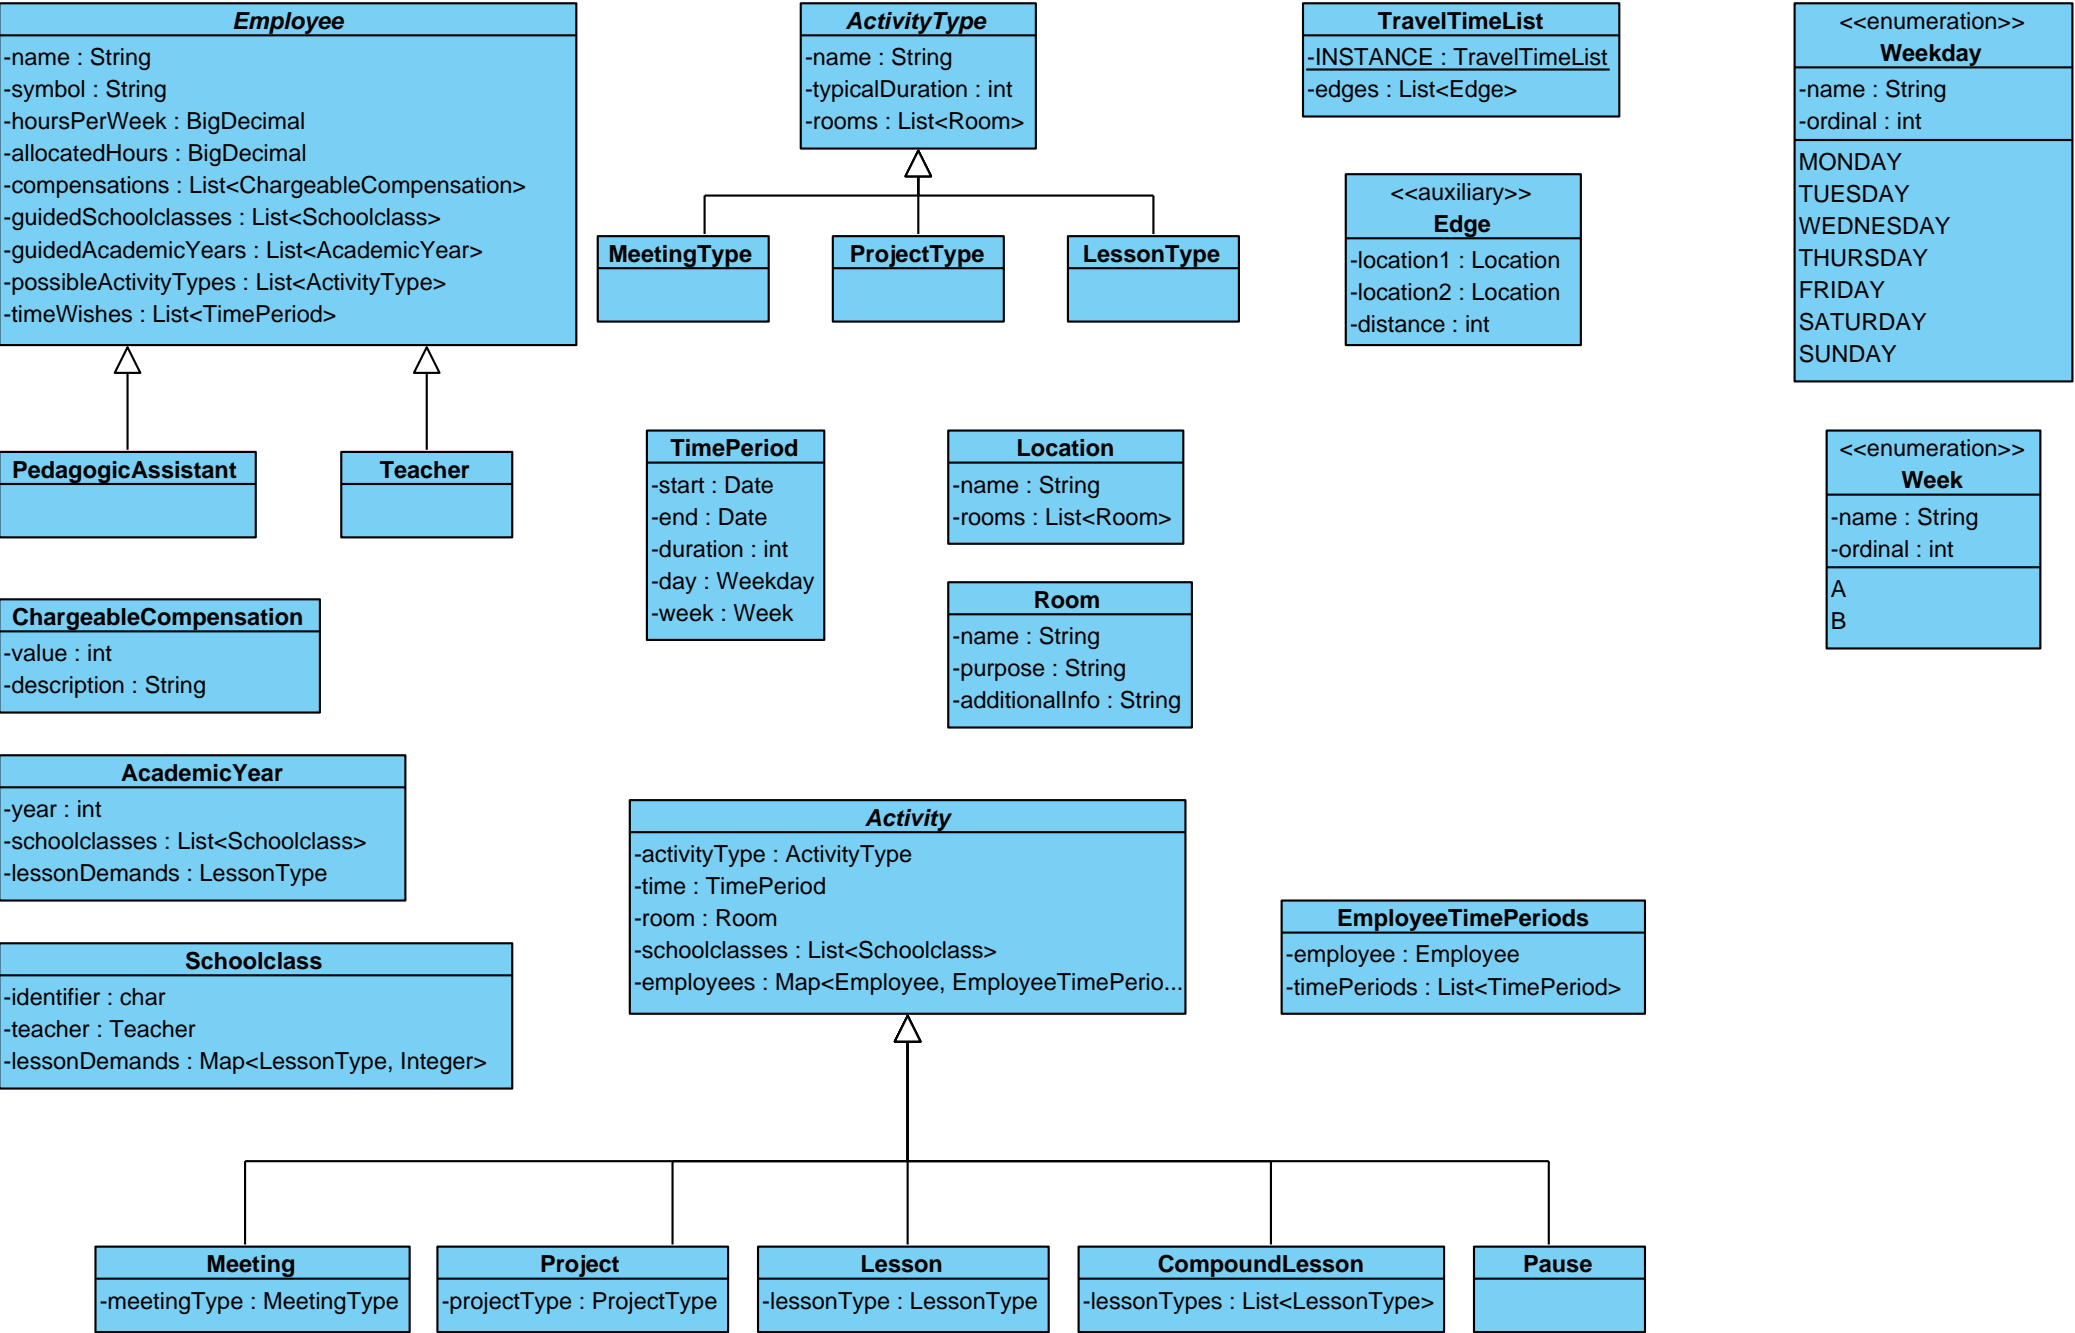 Employee
-name : String
-symbol : String
-hoursPerWeek : BigDecimal
-allocatedHours : BigDecimal
-compensations : List<ChargeableCompensation>
-guidedSchoolclasses : List<Schoolclass>
-guidedAcademicYears : List<AcademicYear>
-possibleActivityTypes : List<ActivityType>
-timeWishes : List<TimePeriod>
ActivityType
-name : String
-typicalDuration : int
-rooms : List<Room>
TravelTimeList
-INSTANCE : TravelTimeList
-edges : List<Edge>
<<enumeration>>
Weekday
-name : String
-ordinal : int
MONDAY
TUESDAY
WEDNESDAY
THURSDAY
FRIDAY
SATURDAY
SUNDAY
<<auxiliary>>
Edge
-location1 : Location
-location2 : Location
-distance : int
MeetingType
ProjectType
LessonType
PedagogicAssistant
Teacher
TimePeriod
-start : Date
-end : Date
-duration : int
-day : Weekday
-week : Week
Location
-name : String
-rooms : List<Room>
<<enumeration>>
Week
-name : String
-ordinal : int
A
B
Room
-name : String
-purpose : String
-additionalInfo : String
ChargeableCompensation
-value : int
-description : String
AcademicYear
-year : int
-schoolclasses : List<Schoolclass>
-lessonDemands : LessonType
Activity
-activityType : ActivityType
-time : TimePeriod
-room : Room
-schoolclasses : List<Schoolclass>
-employees : Map<Employee, EmployeeTimePerio...
EmployeeTimePeriods
-employee : Employee
-timePeriods : List<TimePeriod>
Schoolclass
-identifier : char
-teacher : Teacher
-lessonDemands : Map<LessonType, Integer>
Meeting
-meetingType : MeetingType
Project
-projectType : ProjectType
Lesson
-lessonType : LessonType
CompoundLesson
-lessonTypes : List<LessonType>
Pause